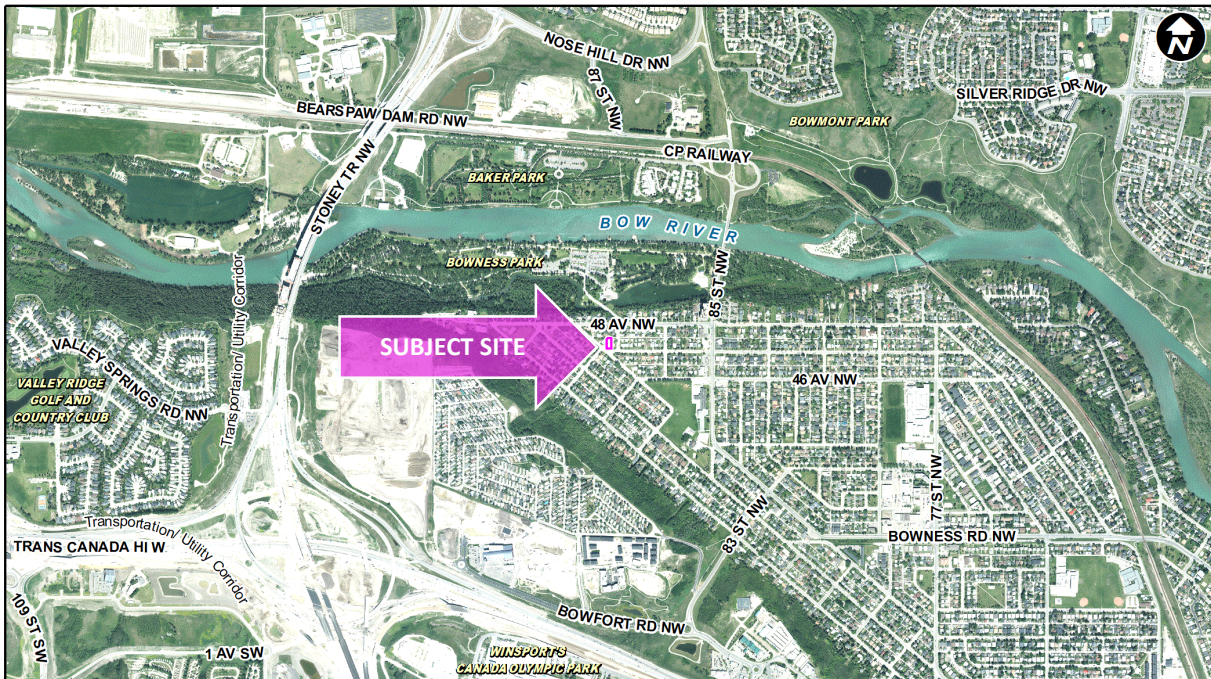 N
NOSE HILL DR NW
87 ST NW
SILVER RIDGE DR NW
BEARSPAW DAM RD NW
BOWMONT PARK
CP RAILWAY
STONEY TR NW
BAKER PARK
BOW RIVER
BOWNESS PARK
85 ST NW
Transportation/ Utility Corridor
48 AV NW
SUBJECT SITE
VALLEY SPRINGS RD NW
46 AV NW
VALLEY RIDGE
GOLF AND
COUNTRY CLUB
77 ST NW
83 ST NW
Transportation/ Utility Corridor
BOWNESS RD NW
TRANS CANADA HI W
109 ST SW
BOWFORT RD NW
1 AV SW
WINSPORT'S
CANADA OLYMPIC PARK